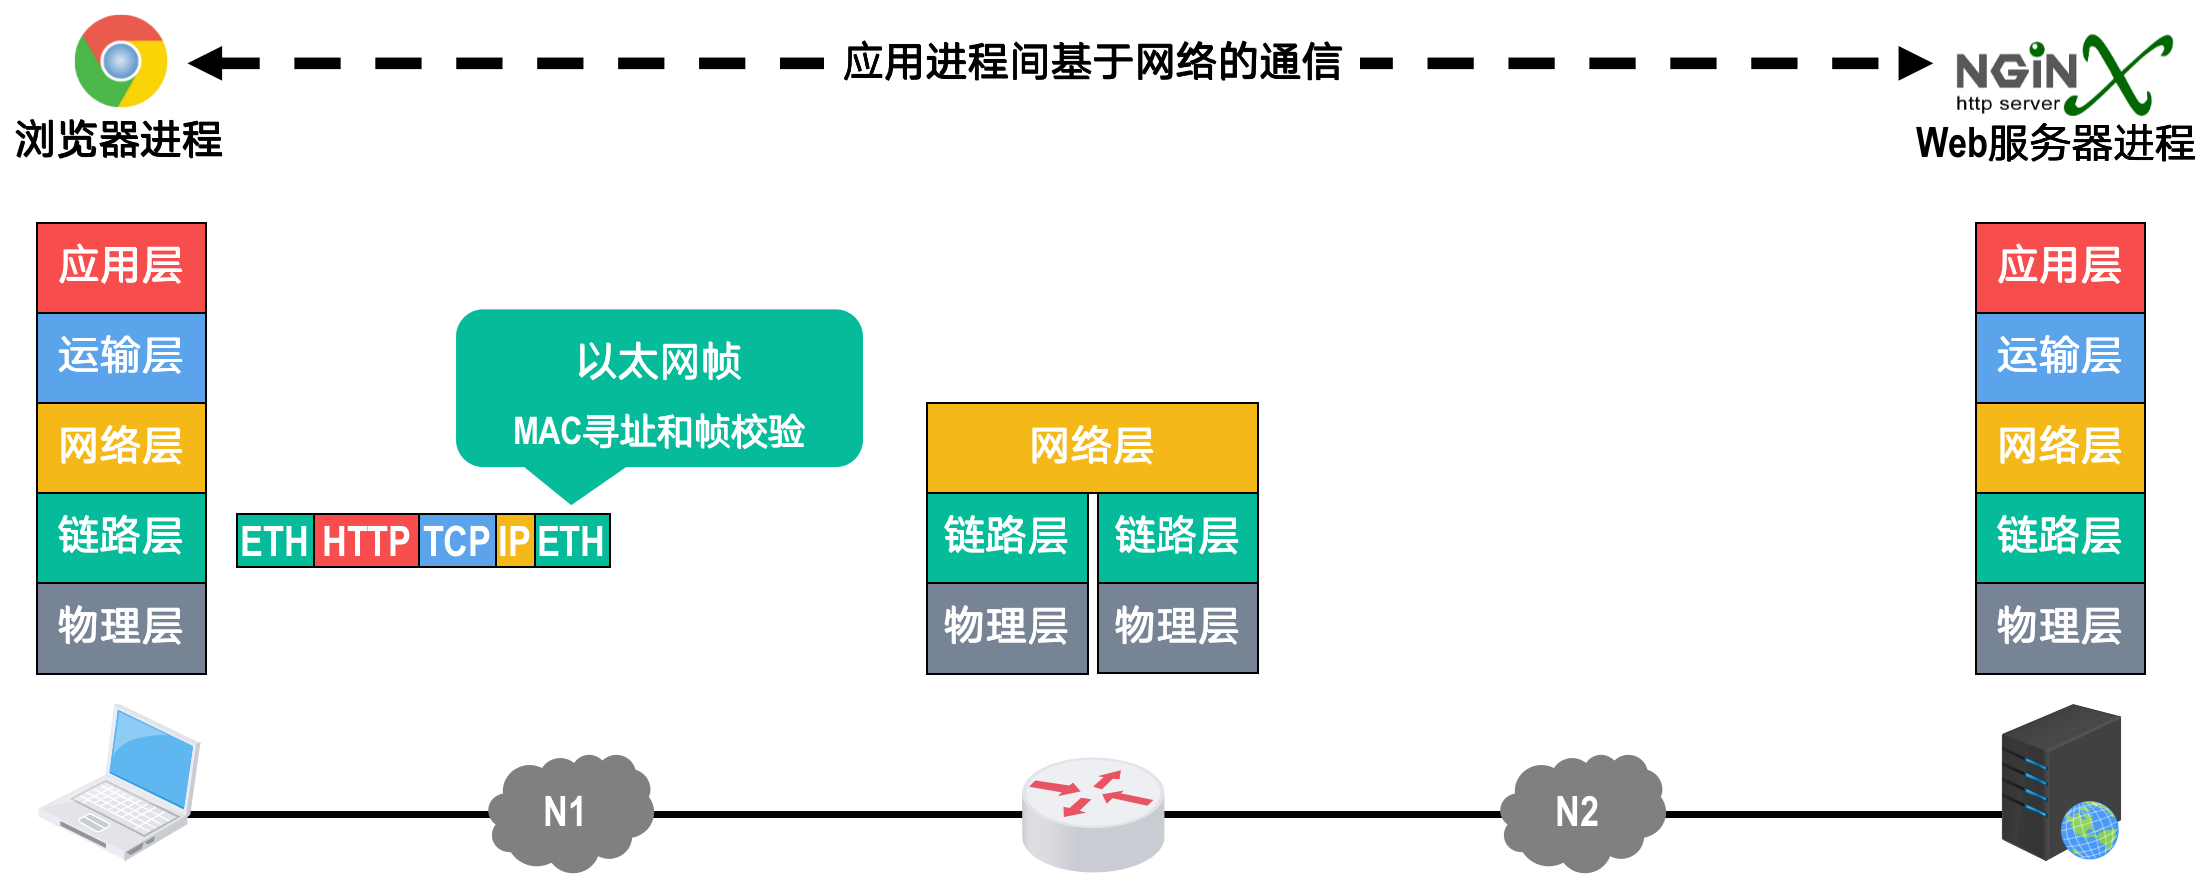 应用进程间基于网络的通信
NGiNX
http server
浏览器进程
Web服务器进程
应用层
运输层
网络层
链路层
物理层
以太网帧
MAC寻址和帧校验
ETH HTTP TCP IP ETH
网络层
链路层 链路层
物理层 物理层
应用层
运输层
网络层
链路层
物理层
N1
N2